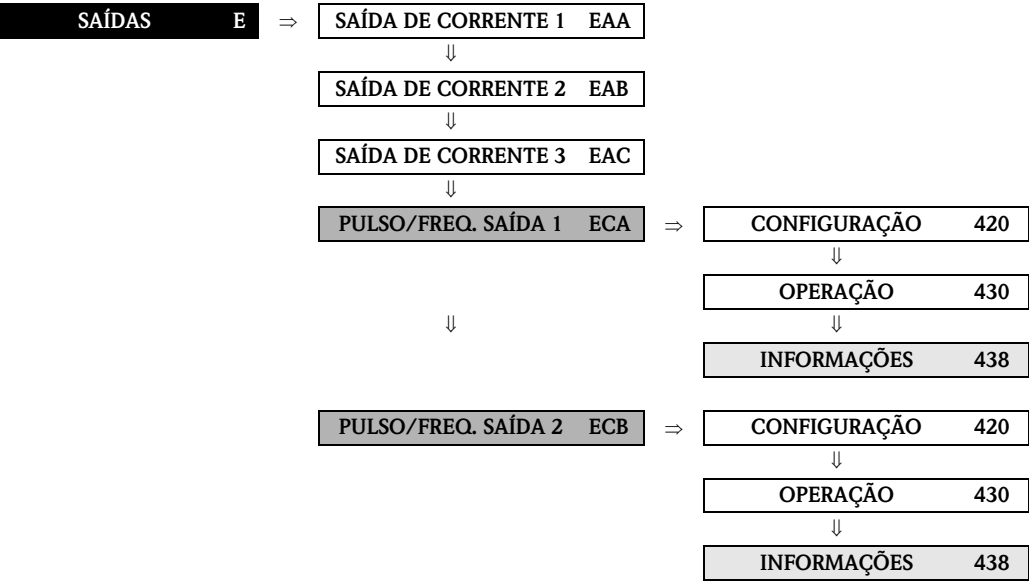 SAÍDAS E ⇒ SAÍDA DE CORRENTE 1 EAA
⇓
SAÍDA DE CORRENTE 2 EAB
⇓
SAÍDA DE CORRENTE 3 EAC
⇓
PULSO/FREQ. SAÍDA 1 ECA ⇒ CONFIGURAÇÃO 420
⇓
OPERAÇÃO 430
⇓ ⇓
INFORMAÇÕES 438
PULSO/FREQ. SAÍDA 2 ECB ⇒ CONFIGURAÇÃO 420
⇓
OPERAÇÃO 430
⇓
INFORMAÇÕES 438